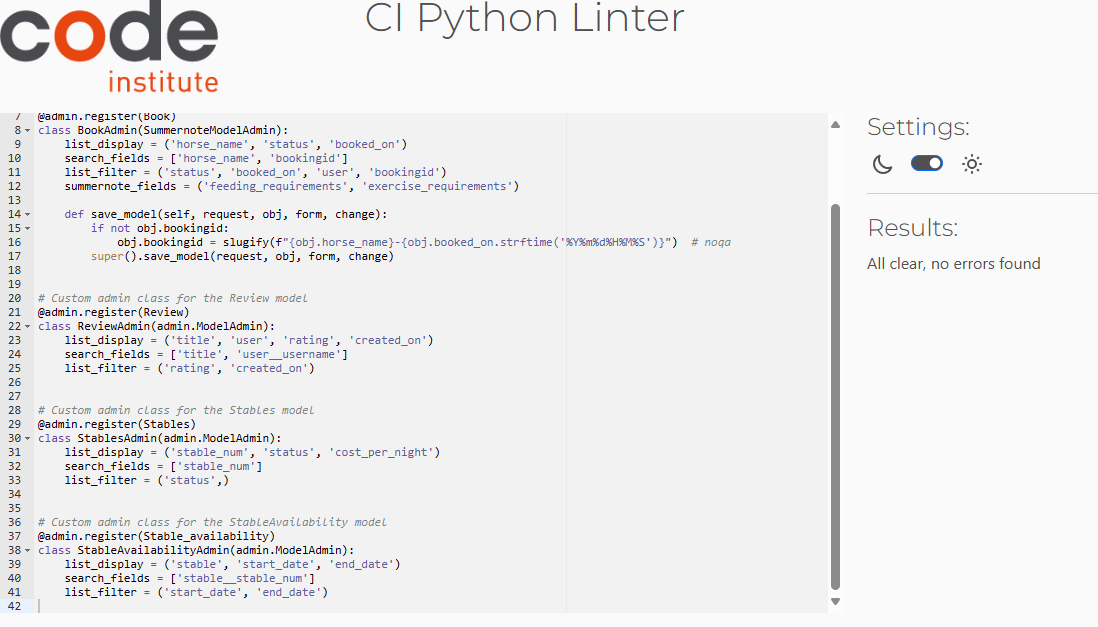 code
institute
CI Python Linter
7 @admin.register(Book)
8 class BookAdmin(SummernoteModelAdmin):
9 list_display = ('horse_name', 'status', 'booked_on')
10 search_fields = ['horse_name', 'bookingid']
11 list_filter = ('status', 'booked_on', 'user', 'bookingid')
12 summernote_fields = ('feeding_requirements', 'exercise_requirements')
13
14 def save_model(self, request, obj, form, change):
15 if not obj.bookingid:
16 obj.bookingid = slugify(f"{obj.horse_name}-{obj.booked_on.strftime('%Y%m%d%H%M%S')}")  # noqa
17 super().save_model(request, obj, form, change)
18
19
20 # Custom admin class for the Review model
21 @admin.register(Review)
22 class ReviewAdmin(admin.ModelAdmin):
23 list_display = ('title', 'user', 'rating', 'created_on')
24 search_fields = ['title', 'user__username']
25 list_filter = ('rating', 'created_on')
26
27
28 # Custom admin class for the Stables model
29 @admin.register(Stables)
30 class StablesAdmin(admin.ModelAdmin):
31 list_display = ('stable_num', 'status', 'cost_per_night')
32 search_fields = ['stable_num']
33 list_filter = ('status',)
34
35
36 # Custom admin class for the StableAvailability model
37 @admin.register(Stable_availability)
38 class StableAvailabilityAdmin(admin.ModelAdmin):
39 list_display = ('stable', 'start_date', 'end_date')
40 search_fields = ['stable__stable_num']
41 list_filter = ('start_date', 'end_date')
42
Settings:
Results:
All clear, no errors found